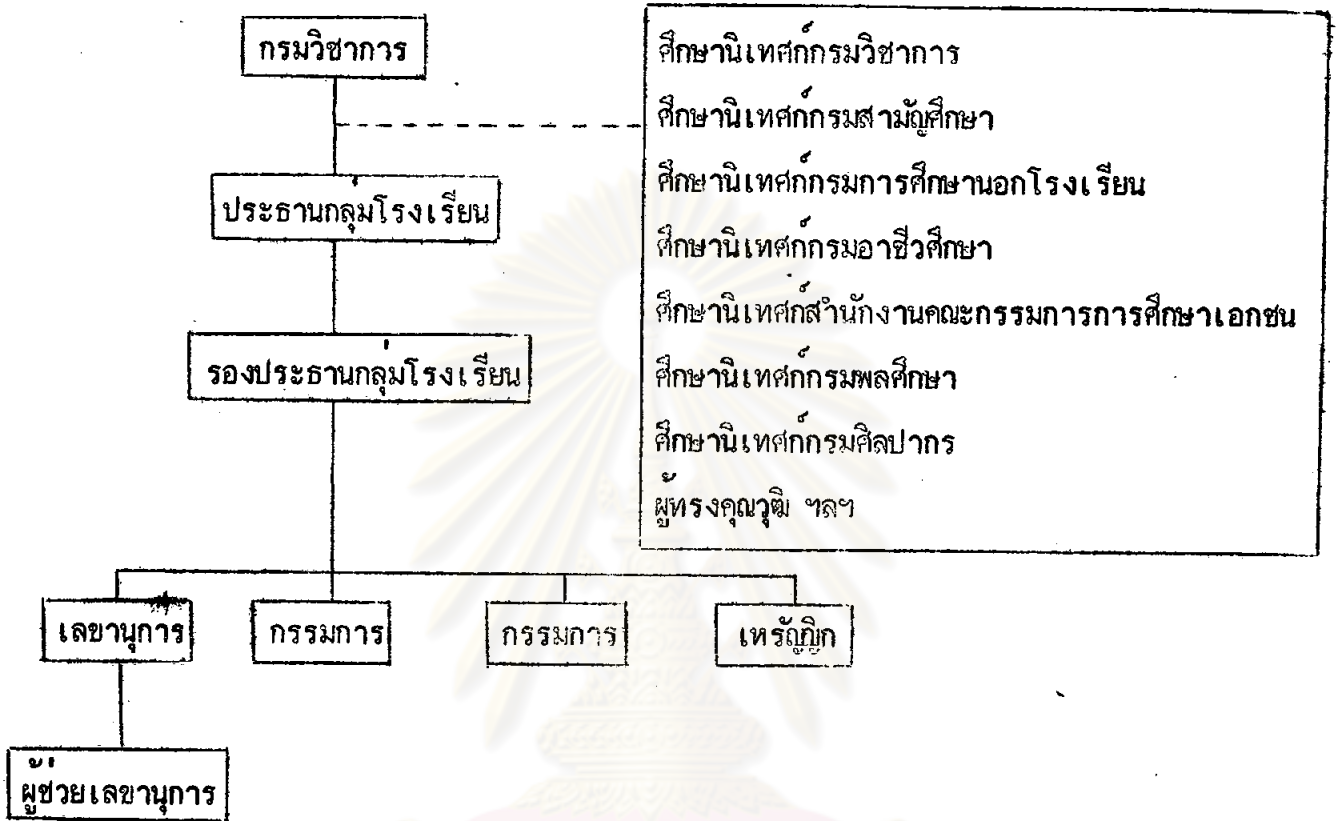 กรมวิชาการ
ศึกษานิเทศก์กรมวิชาการ
ศึกษานิเทศก์กรมสามัญศึกษา
ศึกษานิเทศก์กรมการศึกษานอกโรงเรียน
ศึกษานิเทศก์กรมอาชีวศึกษา
ศึกษานิเทศก์สำนักงานคณะกรรมการการศึกษาเอกชน
ศึกษานิเทศก์กรมพลศึกษา
ศึกษานิเทศก์กรมศิลปากร
ผู้ทรงคุณวุฒิ ฯลฯ
ประธานกลุ่มโรงเรียน
รองประธานกลุ่มโรงเรียน
เลขานุการ
กรรมการ
กรรมการ
เหรัญญิก
ผู้ช่วยเลขานุการ